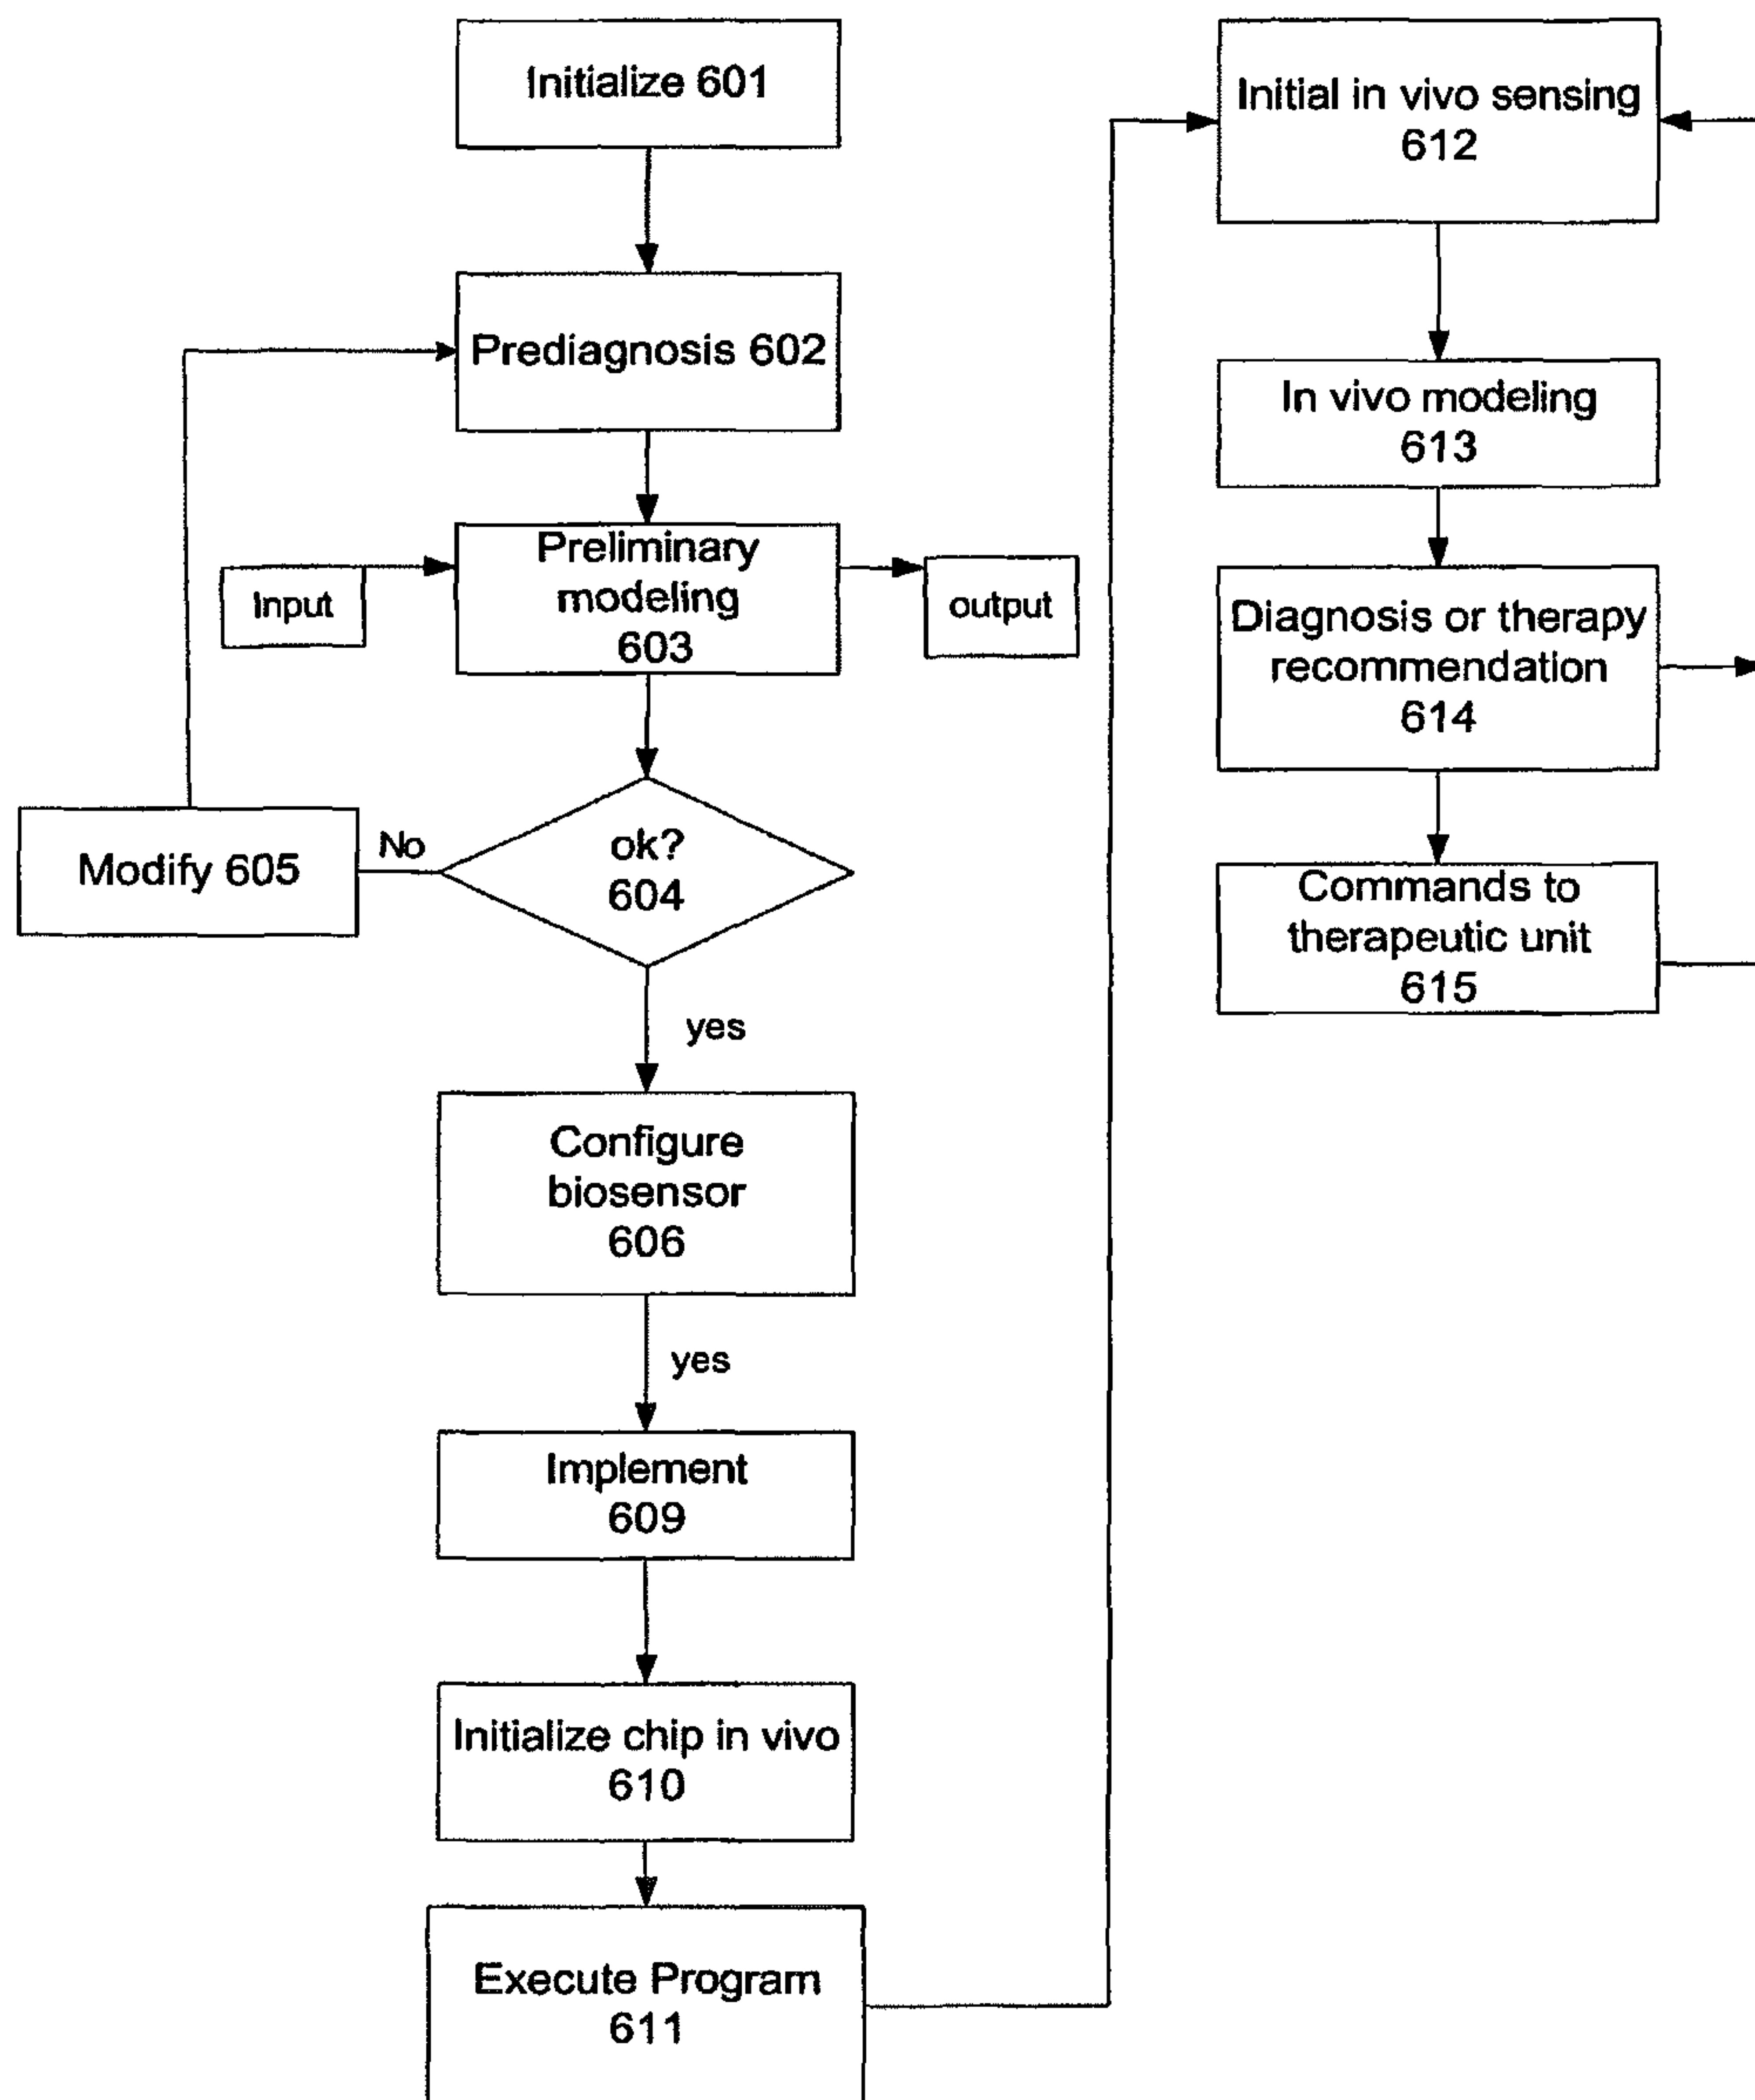 Initialize 601
Prediagnosis 602
Input
Preliminary
modeling
603
output
Modify 605
No
ok?
604
yes
Configure
biosensor
606
yes
Implement
609
Initialize chip in vivo
610
Execute Program
611
Initial in vivo sensing
612
In vivo modeling
613
Diagnosis or therapy
recommendation
614
Commands to
therapeutic unit
615